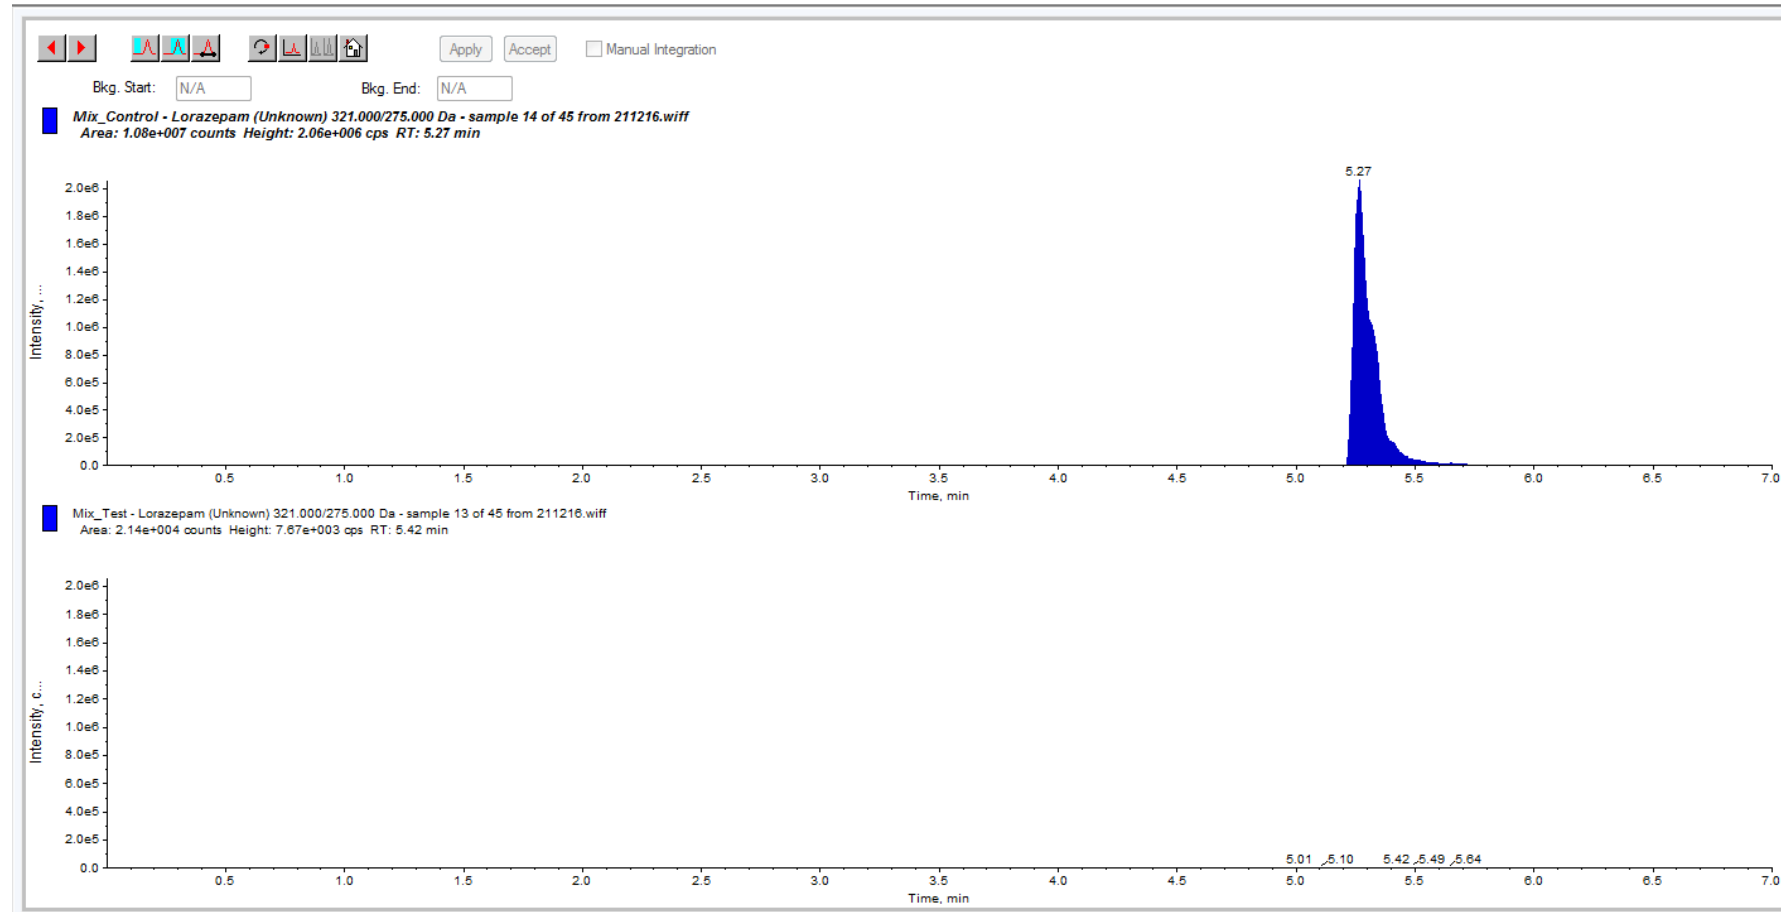 Apply Accept Manual Integration
Bkg. Start: N/A Bkg. End: N/A
Mix_Control - Lorazepam (Unknown) 321.000/275.000 Da - sample 14 of 45 from 211216.wiff
Area: 1.08e+007 counts Height: 2.06e+006 cps RT: 5.27 min
5.27
2.0e6
1.8e6
1.6e6
1.4e6
1.2e6
1.0e6
8.0e5
6.0e5
4.0e5
2.0e5
0.0
Intensity, ...
0.5 1.0 1.5 2.0 2.5 3.0 3.5 4.0 4.5 5.0 5.5 6.0 6.5 7.0
Time, min
Mix_Test - Lorazepam (Unknown) 321.000/275.000 Da - sample 13 of 45 from 211216.wiff
Area: 2.14e+004 counts Height: 7.67e+003 cps RT: 5.42 min
2.0e6
1.8e6
1.6e6
1.4e6
1.2e6
1.0e6
8.0e5
6.0e5
4.0e5
2.0e5
0.0
Intensity, c...
5.01 5.10 5.42 5.49 5.64
0.5 1.0 1.5 2.0 2.5 3.0 3.5 4.0 4.5 5.0 5.5 6.0 6.5 7.0
Time, min